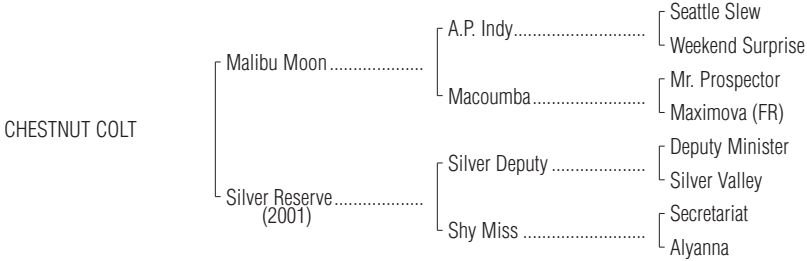 Seattle Slew
A.P. Indy..............................
Weekend Surprise
Malibu Moon .....................
Mr. Prospector
Macoumba..........................
Maximova (FR)
CHESTNUT COLT
Deputy Minister
Silver Deputy .....................
Silver Valley
Silver Reserve....................
(2001)
Secretariat
Shy Miss ............................
Alyanna